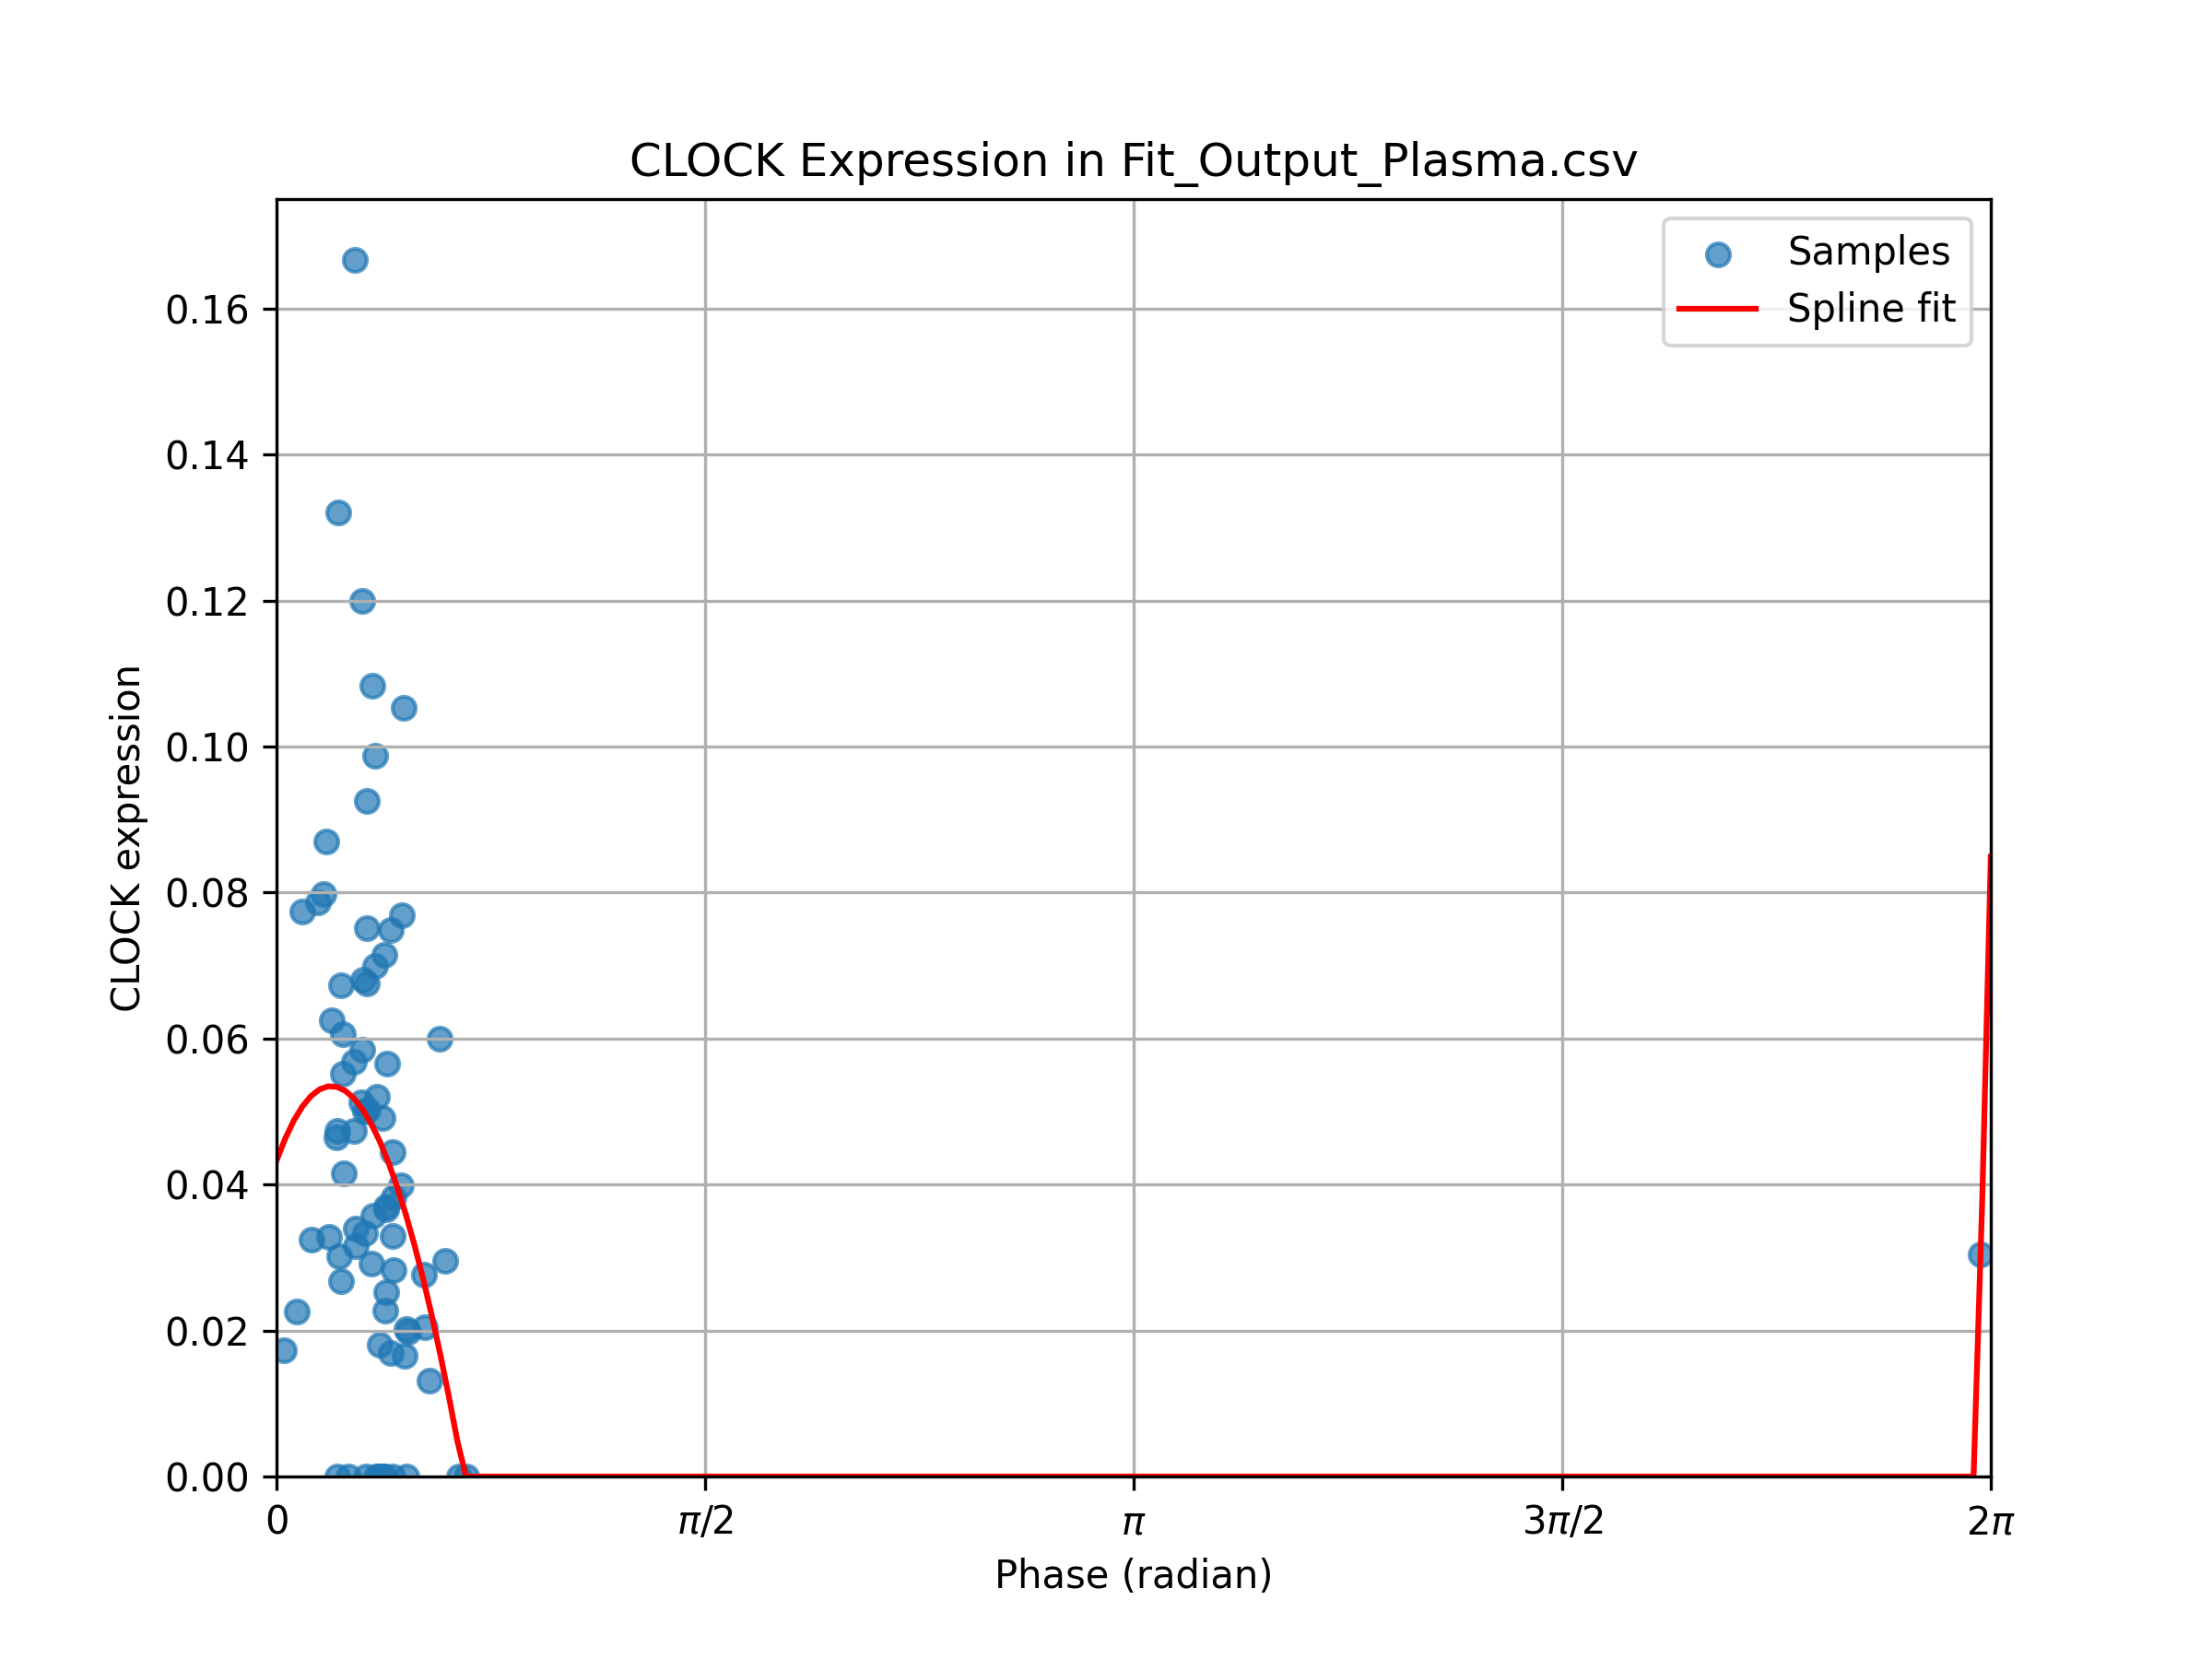 CLOCK Expression in Fit_Output_Plasma.csv
Samples
Spline fit
CLOCK expression
0.16
0.14
0.12
0.10
0.08
0.06
0.04
0.02
0.00
0
π/2
π
3π/2
2π
Phase (radian)